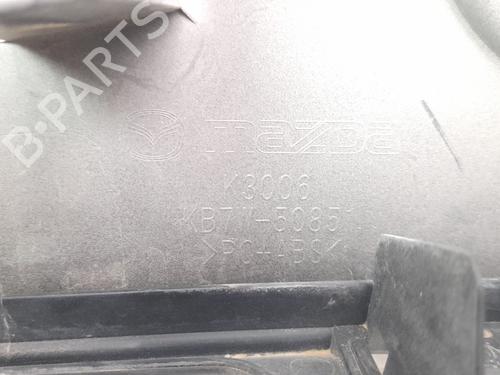 B-PARTS
mazda
K3006
KB7W-50851
>PC+ABS<